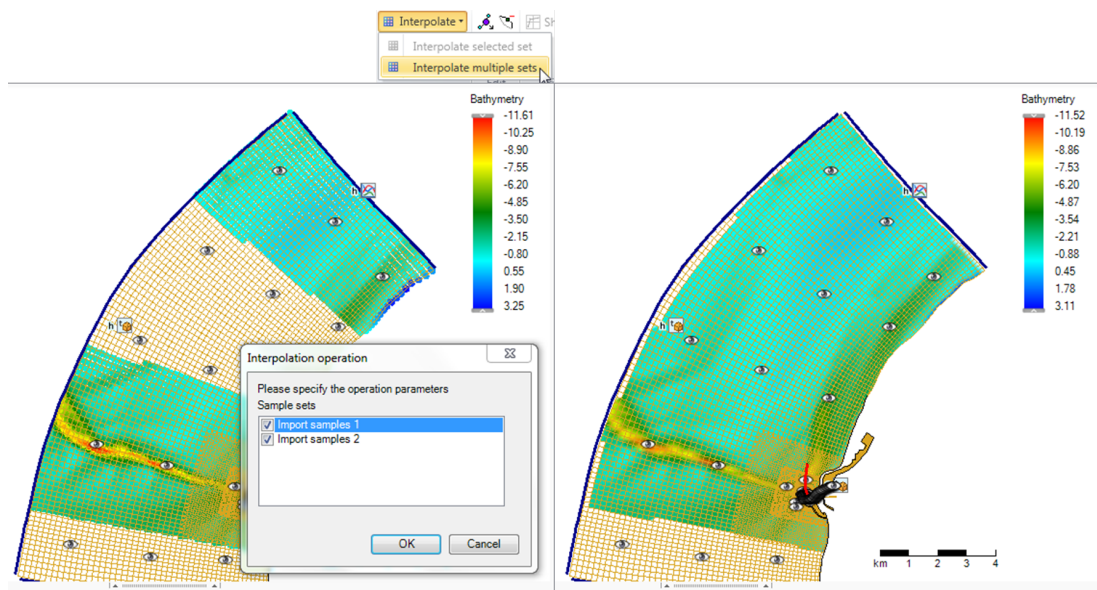 Interpolate
Interpolate selected set
Interpolate multiple sets
Bathymetry
-11.61
-10.25
-8.90
-7.55
-6.20
-4.85
-3.50
-2.15
-0.80
0.55
1.90
3.25
h
h
Interpolation operation
Please specify the operation parameters
Sample sets
Import samples 1
Import samples 2
OK
Cancel
Bathymetry
-11.52
-10.19
-8.86
-7.53
-6.20
-4.87
-3.54
-2.21
-0.88
0.45
1.78
3.11
h
h
km 1 2 3 4